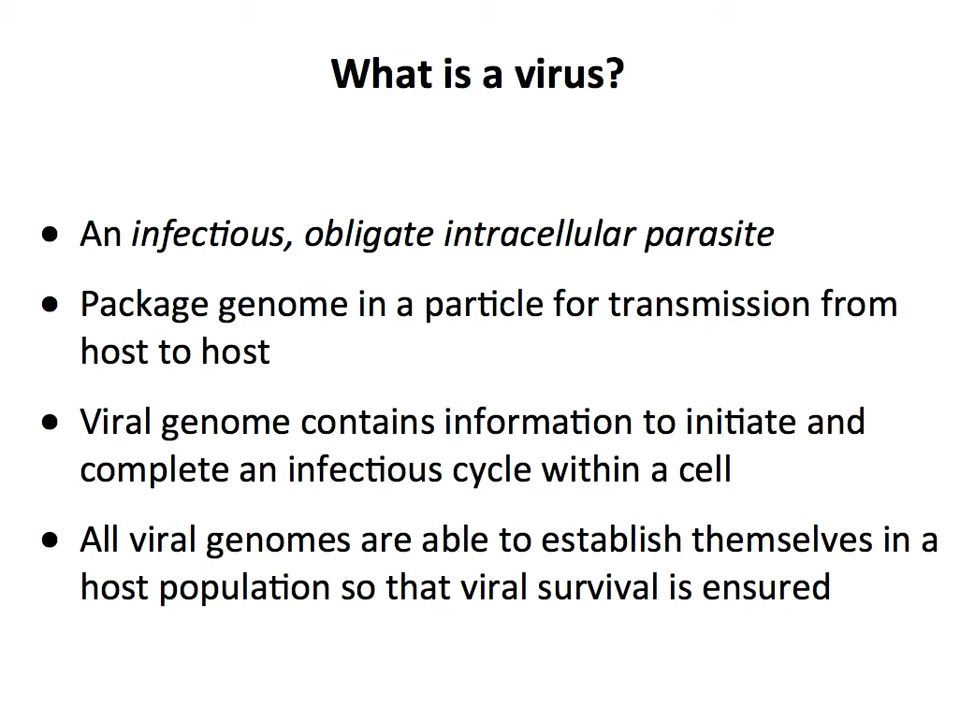 What is a virus?
● An infectious, obligate intracellular parasite
● Package genome in a particle for transmission from
host to host
● Viral genome contains information to initiate and
complete an infectious cycle within a cell
● All viral genomes are able to establish themselves in a
host population so that viral survival is ensured